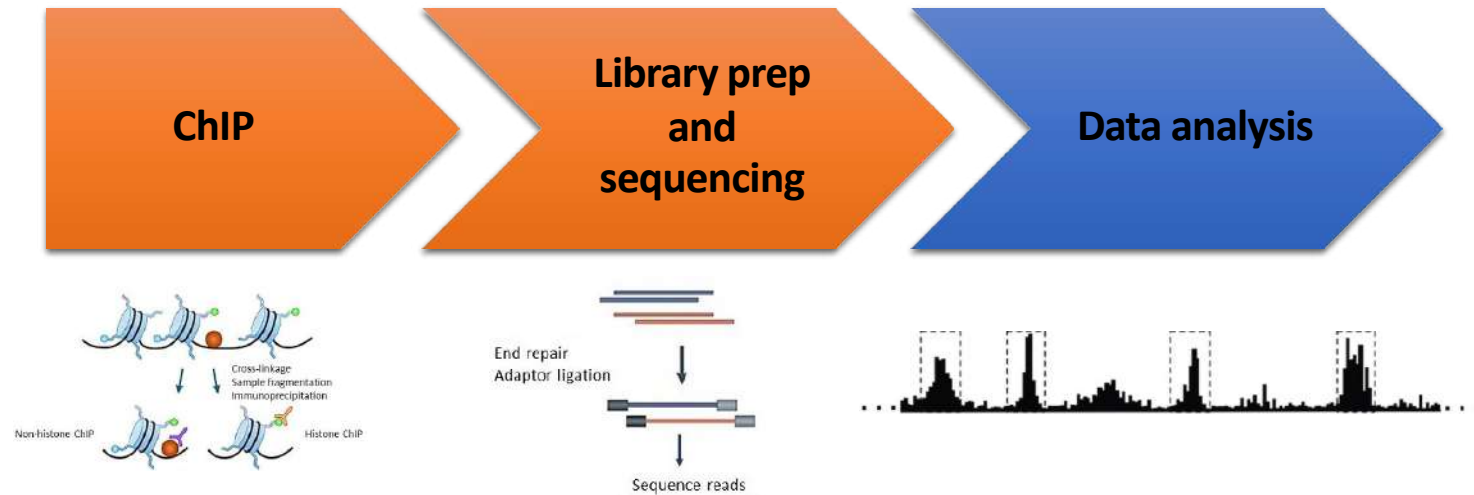 ChIP
Library prep
and
sequencing
Data analysis
Cross-linkage
Sample fragmentation
Immunoprecipitation
Non-histone ChIP
Histone ChIP
End repair
Adaptor ligation
Sequence reads